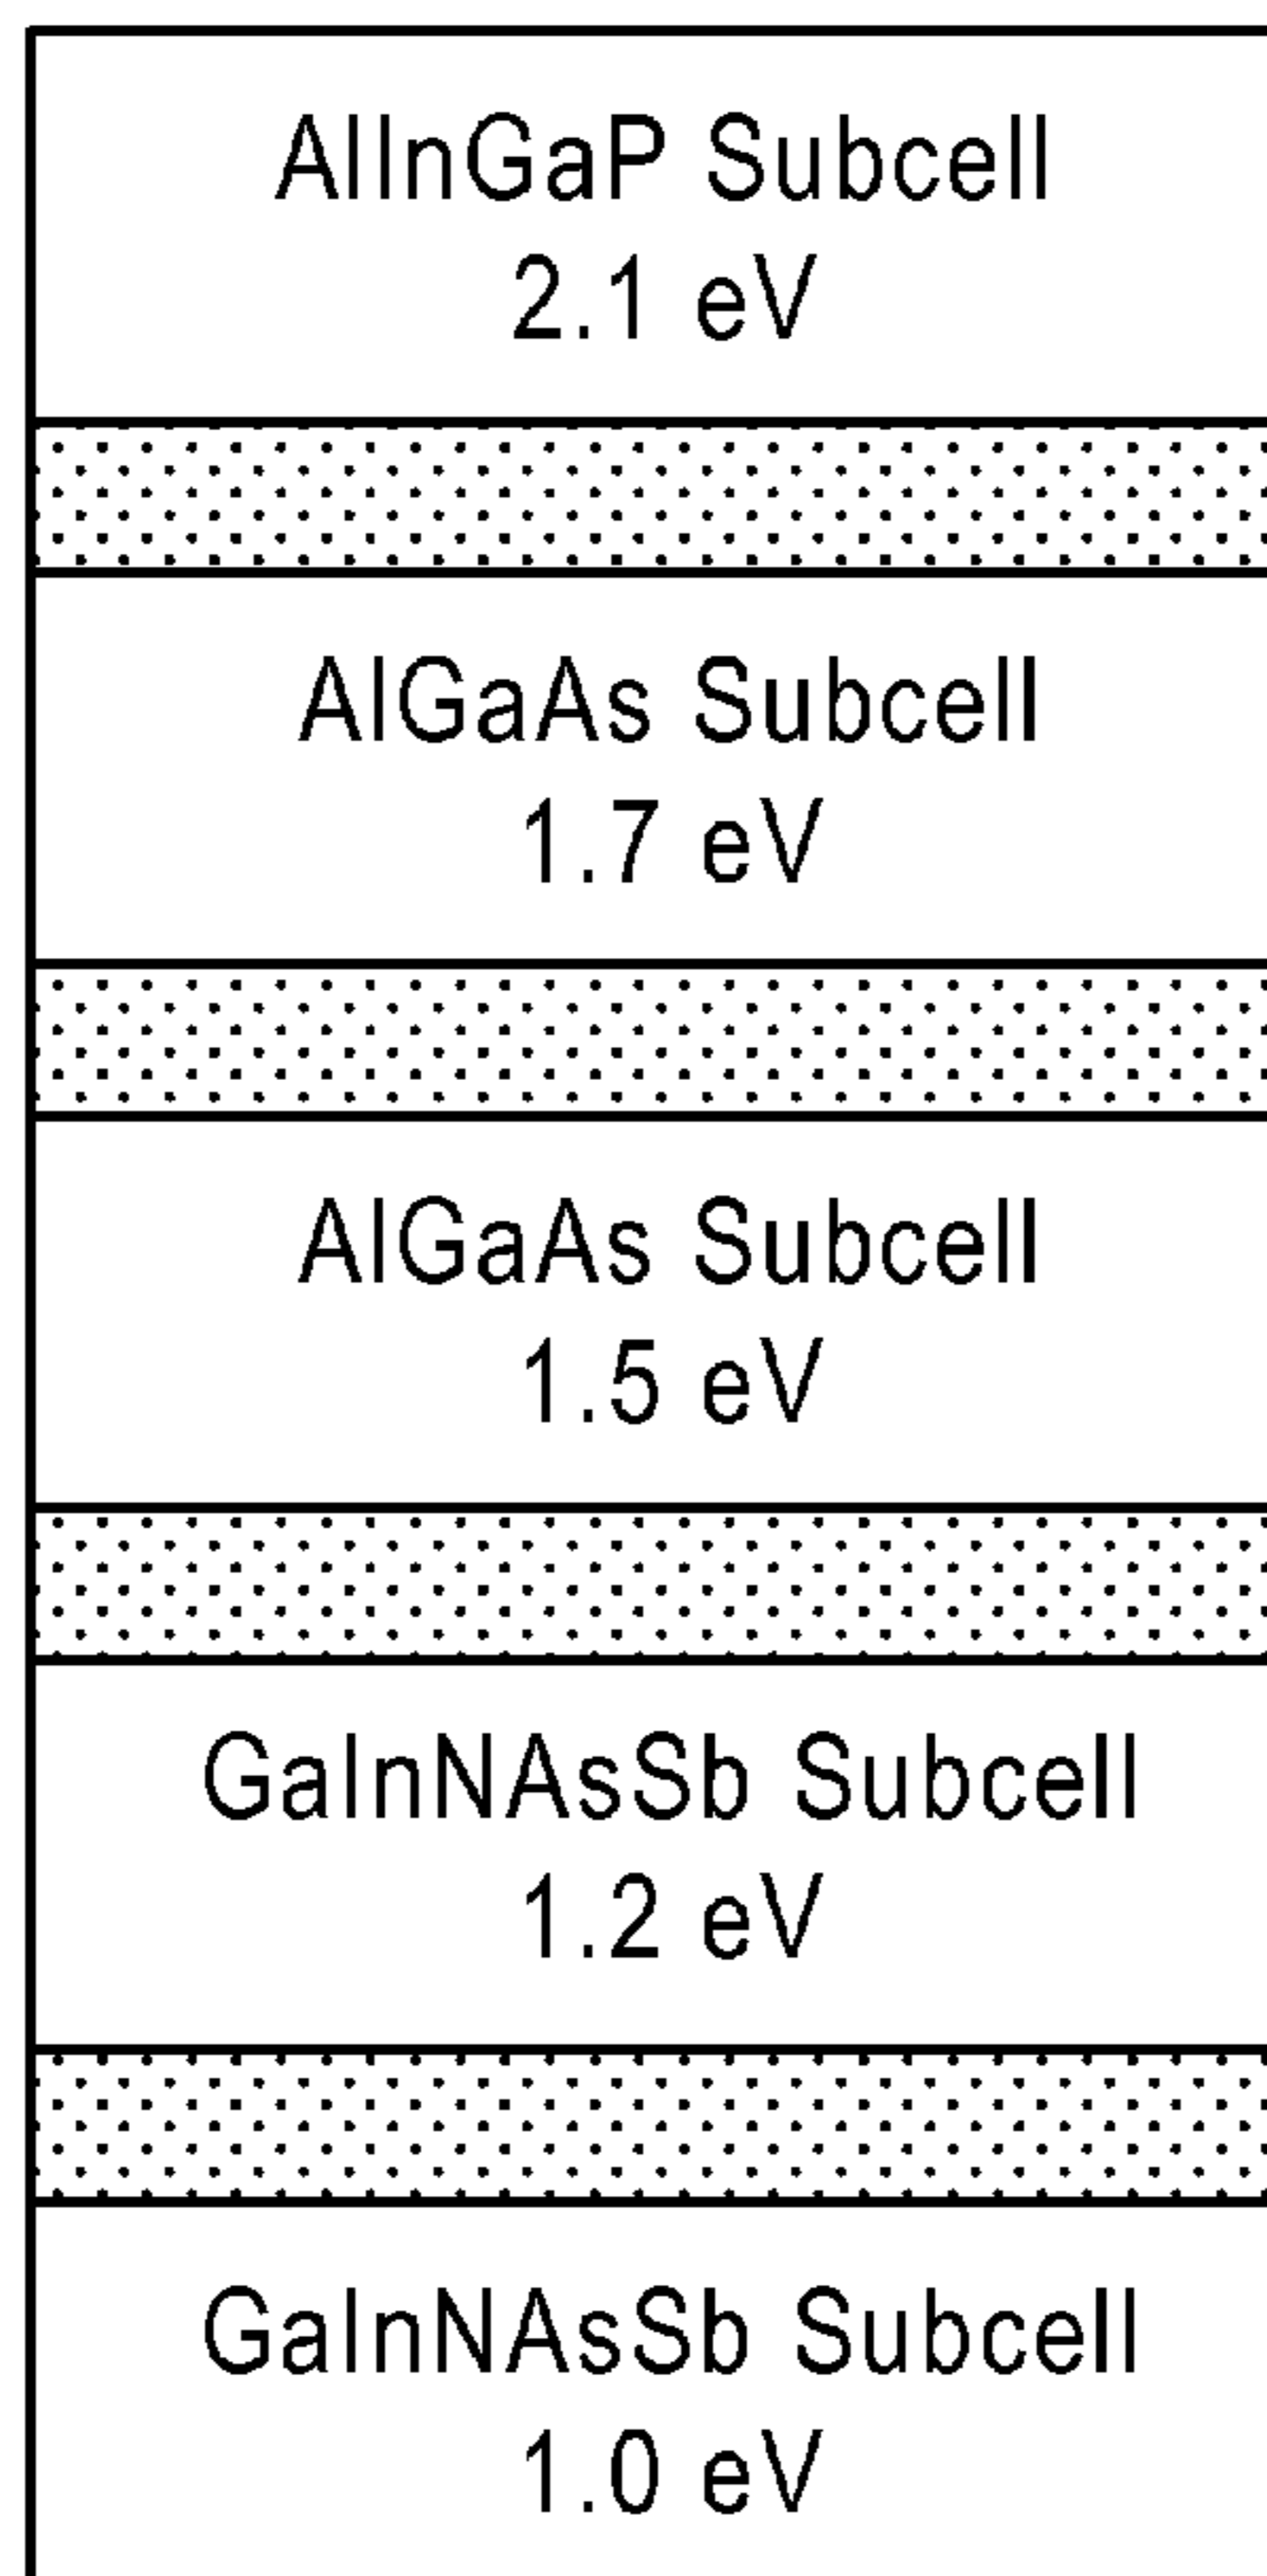 AlInGaP Subcell
2.1 eV
AlGaAs Subcell
1.7 eV
AlGaAs Subcell
1.5 eV
GaInNAsSb Subcell
1.2 eV
GaInNAsSb Subcell
1.0 eV